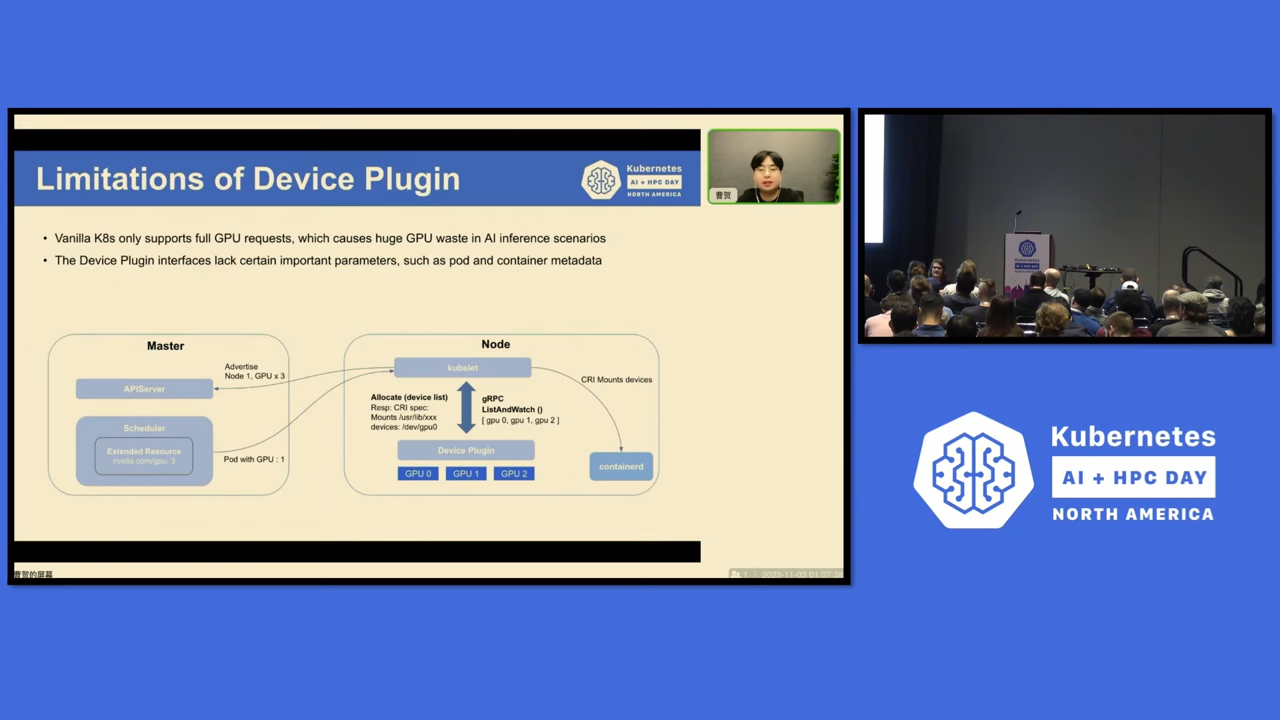 Limitations of Device Plugin
Kubernetes
AI + HPC DAY
NORTH AMERICA
• Vanilla K8s only supports full GPU requests, which causes huge GPU waste in AI inference scenarios
• The Device Plugin interfaces lack certain important parameters, such as pod and container metadata
Master
APIServer
Scheduler
Extended Resource
nvidia.com/gpu: 3
Advertise
Node 1, GPU x 3
Pod with GPU : 1
Node
kubelet
Allocate (device list)
Resp: CRI spec:
Mounts /usr/lib/xxx
devices: /dev/gpu0
gRPC
ListAndWatch ()
[ gpu 0, gpu 1, gpu 2 ]
CRI Mounts devices
Device Plugin
GPU 0
GPU 1
GPU 2
containerd
曹贺
曹贺的屏幕
Kubernetes
AI + HPC DAY
NORTH AMERICA